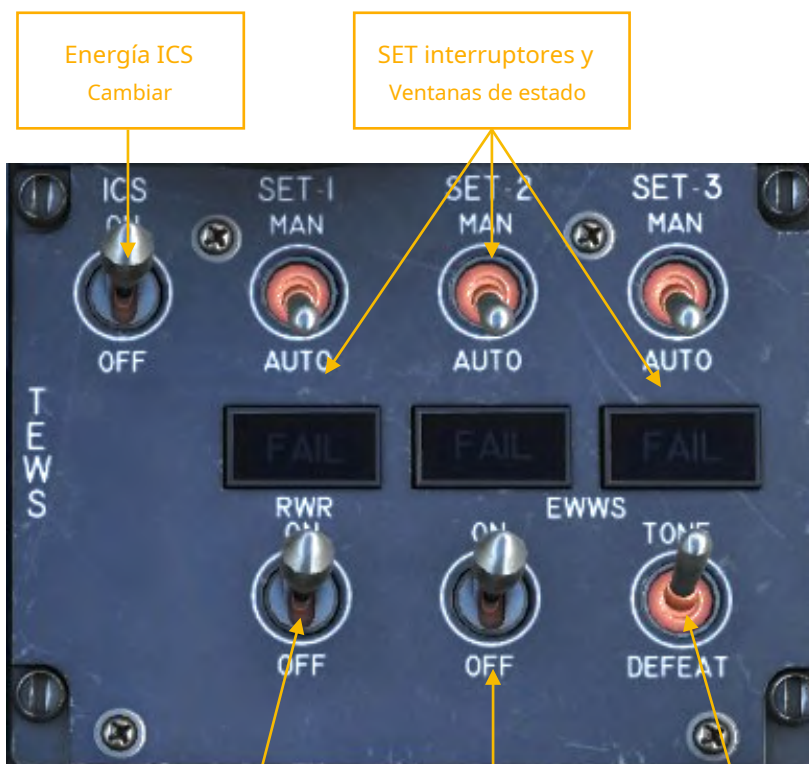 Energía ICS
Cambiar
SET interruptores y
Ventanas de estado
ICS SET-1 SET-2 SET-3
ON MAN MAN MAN
OFF AUTO AUTO AUTO
TEWS
FAIL FAIL FAIL
RWR EWWS
ON ON TONE
OFF OFF DEFEAT